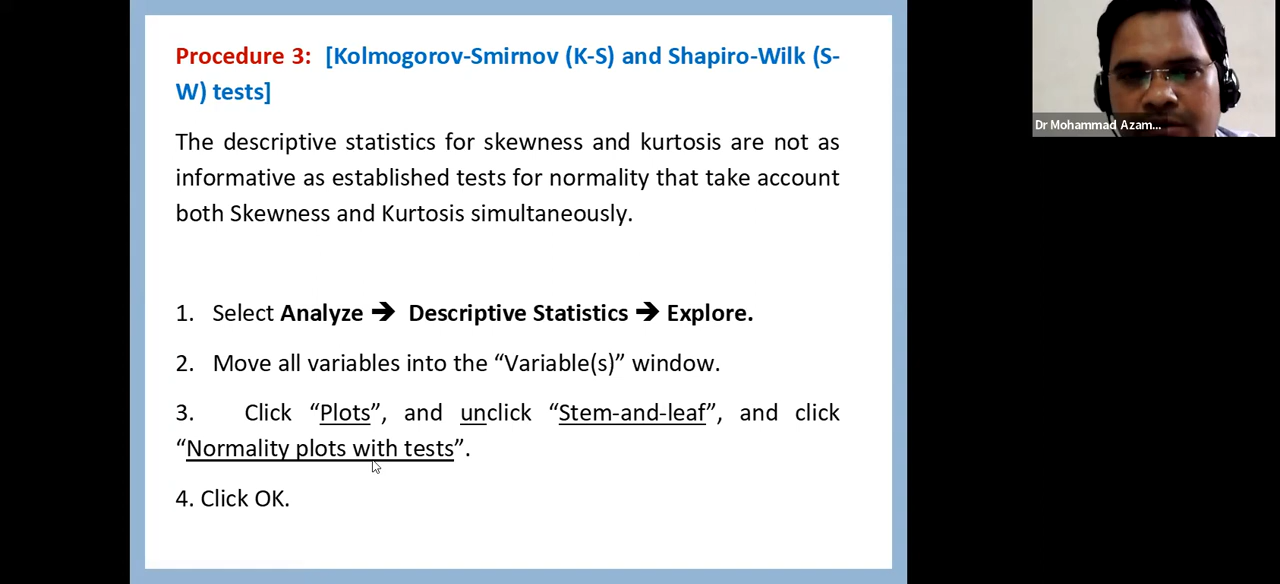 Procedure 3: [Kolmogorov-Smirnov (K-S) and Shapiro-Wilk (S-
W) tests]
The descriptive statistics for skewness and kurtosis are not as
informative as established tests for normality that take account
both Skewness and Kurtosis simultaneously.
1. Select Analyze ➔ Descriptive Statistics ➔ Explore.
2. Move all variables into the “Variable(s)” window.
3. Click “Plots”, and unclick “Stem-and-leaf”, and click
“Normality plots with tests”.
4. Click OK.
Dr Mohammad Azam...